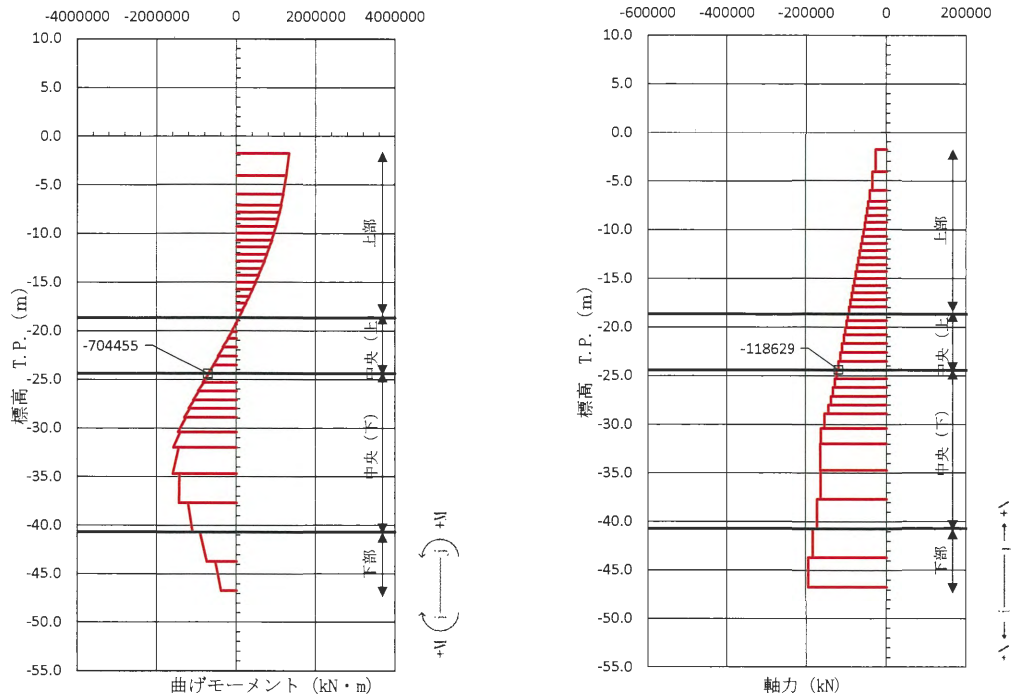 -4000000 -2000000 0 2000000 4000000
10.0
5.0
0.0
-5.0
-10.0
-15.0
-20.0
-25.0
-30.0
-35.0
-40.0
-45.0
-50.0
-55.0
標高 T.P. (m)
-704455
上部
中央 (上)
中央 (下)
下部
+M i j +M
曲げモーメント (kN・m)
-600000 -400000 -200000 0 200000
10.0
5.0
0.0
-5.0
-10.0
-15.0
-20.0
-25.0
-30.0
-35.0
-40.0
-45.0
-50.0
-55.0
標高 T.P. (m)
-118629
上部
中央 (上)
中央 (下)
下部
+N i j +N
軸力 (kN)